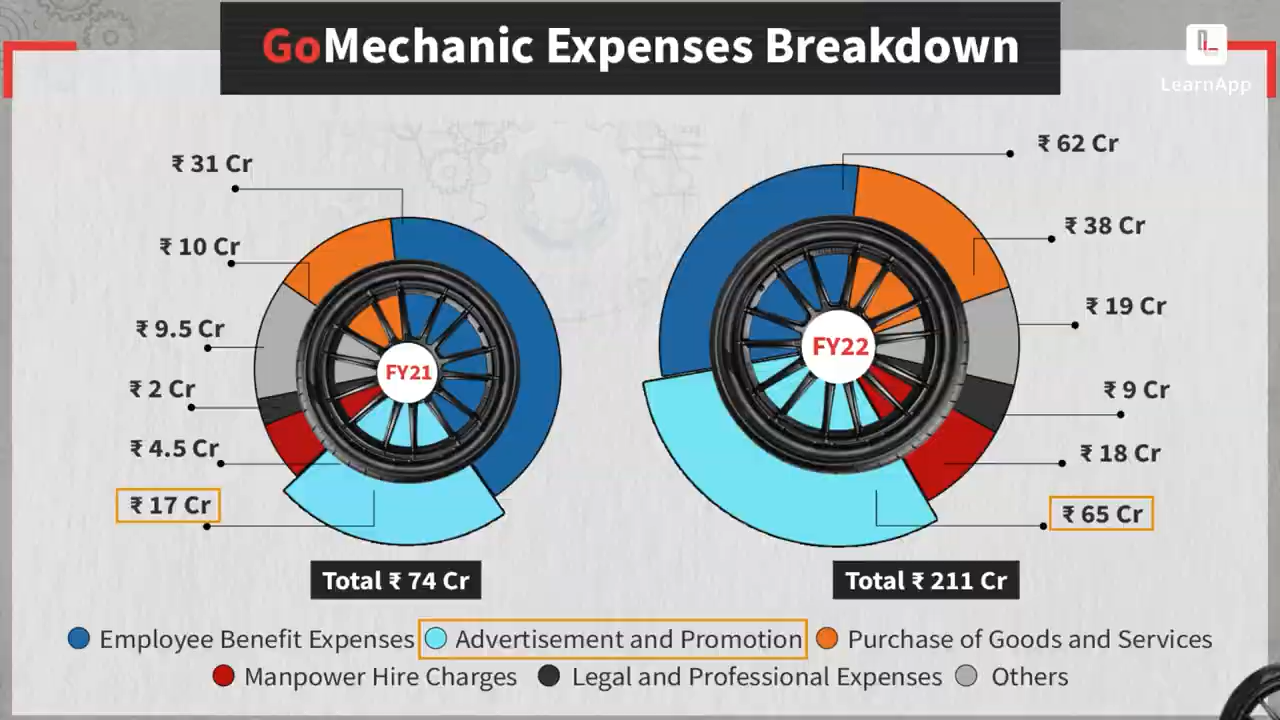 GoMechanic Expenses Breakdown
LearnApp
₹ 31 Cr
₹ 10 Cr
₹ 9.5 Cr
₹ 2 Cr
₹ 4.5 Cr
₹ 17 Cr
FY21
Total ₹ 74 Cr
₹ 62 Cr
₹ 38 Cr
₹ 19 Cr
₹ 9 Cr
₹ 18 Cr
₹ 65 Cr
FY22
Total ₹ 211 Cr
Employee Benefit Expenses Advertisement and Promotion Purchase of Goods and Services
Manpower Hire Charges Legal and Professional Expenses Others